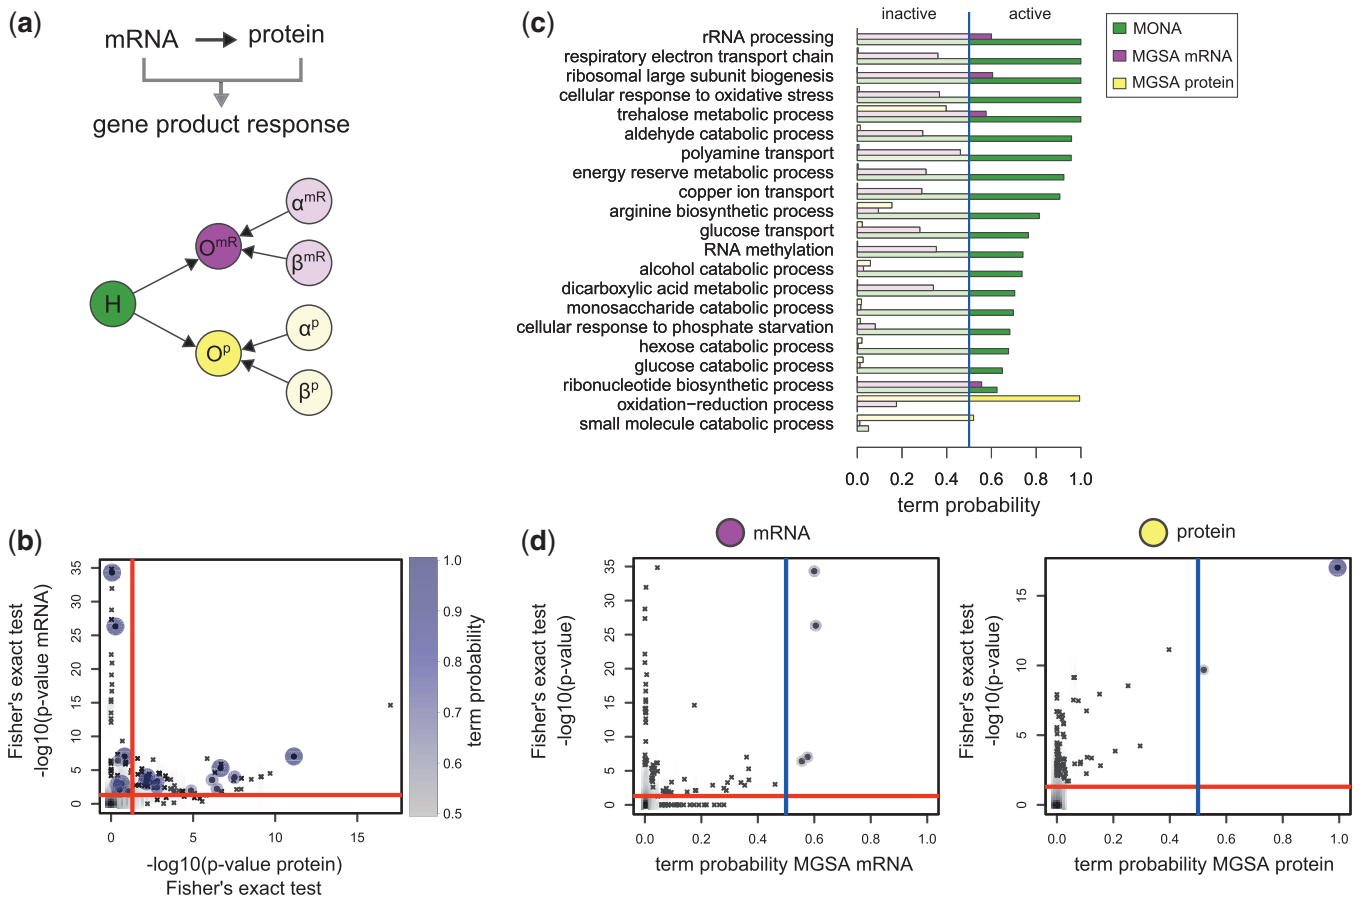 (a)
mRNA → protein
gene product response
H
O^mR
O^p
α^mR
β^mR
α^p
β^p
(c)
inactive
active
MONA
MGSA mRNA
MGSA protein
rRNA processing
respiratory electron transport chain
ribosomal large subunit biogenesis
cellular response to oxidative stress
trehalose metabolic process
aldehyde catabolic process
polyamine transport
energy reserve metabolic process
copper ion transport
arginine biosynthetic process
glucose transport
RNA methylation
alcohol catabolic process
dicarboxylic acid metabolic process
monosaccharide catabolic process
cellular response to phosphate starvation
hexose catabolic process
glucose catabolic process
ribonucleotide biosynthetic process
oxidation−reduction process
small molecule catabolic process
0.0 0.2 0.4 0.6 0.8 1.0
term probability
(b)
Fisher's exact test
-log10(p-value mRNA)
35
30
25
20
15
10
5
0
0 5 10 15
-log10(p-value protein)
Fisher's exact test
1.0
0.9
0.8
0.7
0.6
0.5
term probability
(d)
mRNA
Fisher's exact test
-log10(p-value)
35
30
25
20
15
10
5
0
0.0 0.2 0.4 0.6 0.8 1.0
term probability MGSA mRNA
protein
Fisher's exact test
-log10(p-value)
15
10
5
0
0.0 0.2 0.4 0.6 0.8 1.0
term probability MGSA protein